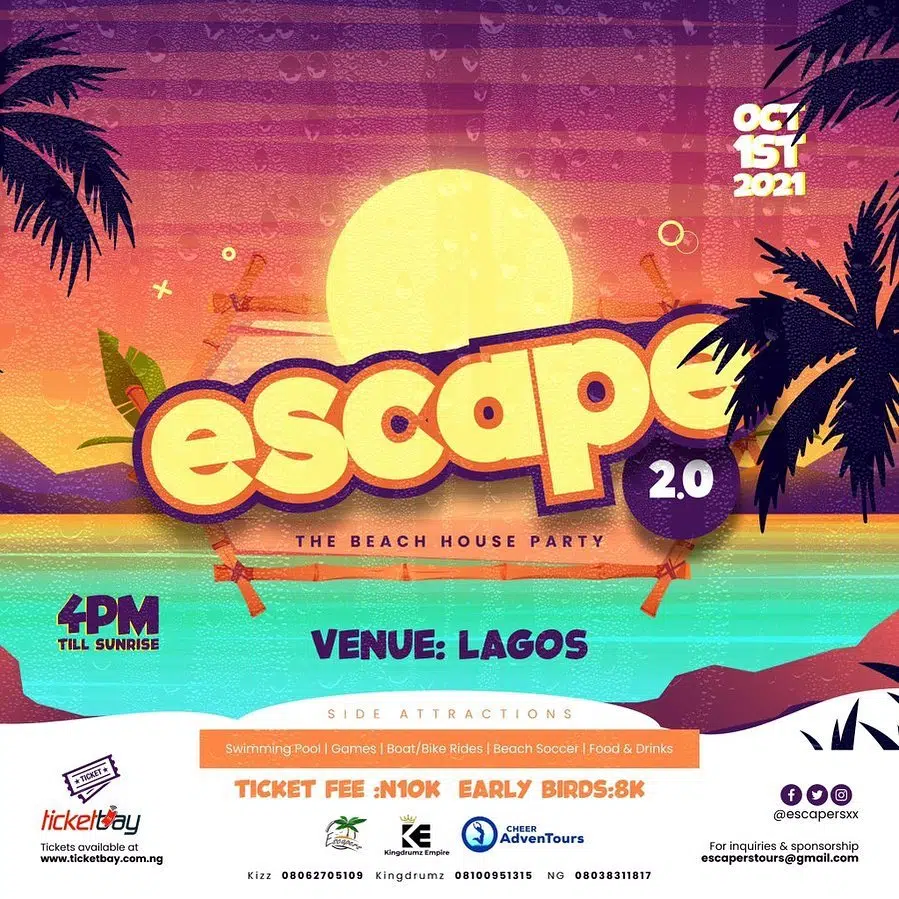 OCT
1ST
2021
escape
2.0
THE BEACH HOUSE PARTY
4PM
TILL SUNRISE
VENUE: LAGOS
SIDE ATTRACTIONS
Swimming Pool | Games | Boat/Bike Rides | Beach Soccer | Food & Drinks
TICKET FEE :N10K EARLY BIRDS:8K
TICKET
ticketbay
Tickets available at
www.ticketbay.com.ng
KE
Kingdrumz Empire
CHEER
AdvenTours
@escapersxx
For inquiries & sponsorship
escaperstours@gmail.com
Kizz 08062705109 Kingdrumz 08100951315 NG 08038311817